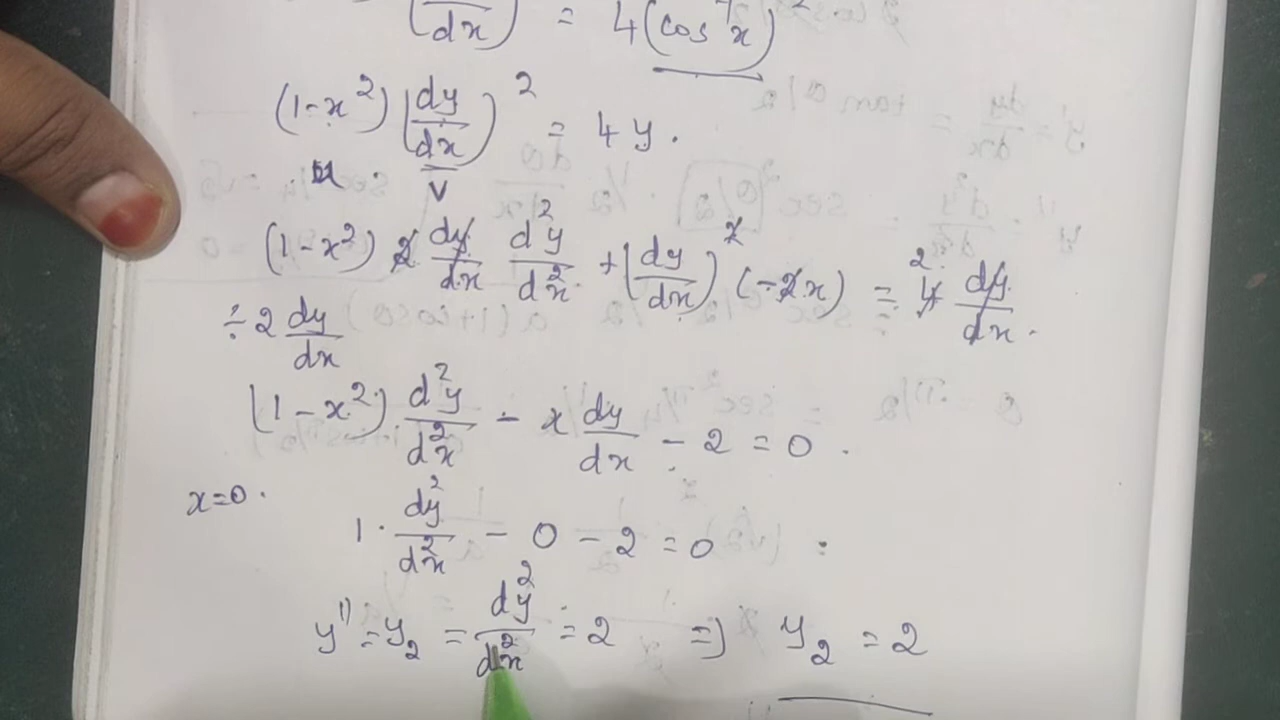 (dy/dx) = 4(cos⁻¹x)²
(1-x²)(dy/dx)² = 4y.
u v
(1-x²) 2 dy/dx d²y/dx² + (dy/dx)² (-2x) = 4 2 dy/dx.
÷ 2 dy/dx
(1-x²) d²y/dx² - x dy/dx - 2 = 0.
x=0.
1. dy²/dx² - 0 - 2 = 0
y'' = y₂ = dy²/dx² = 2 ⇒ y₂ = 2